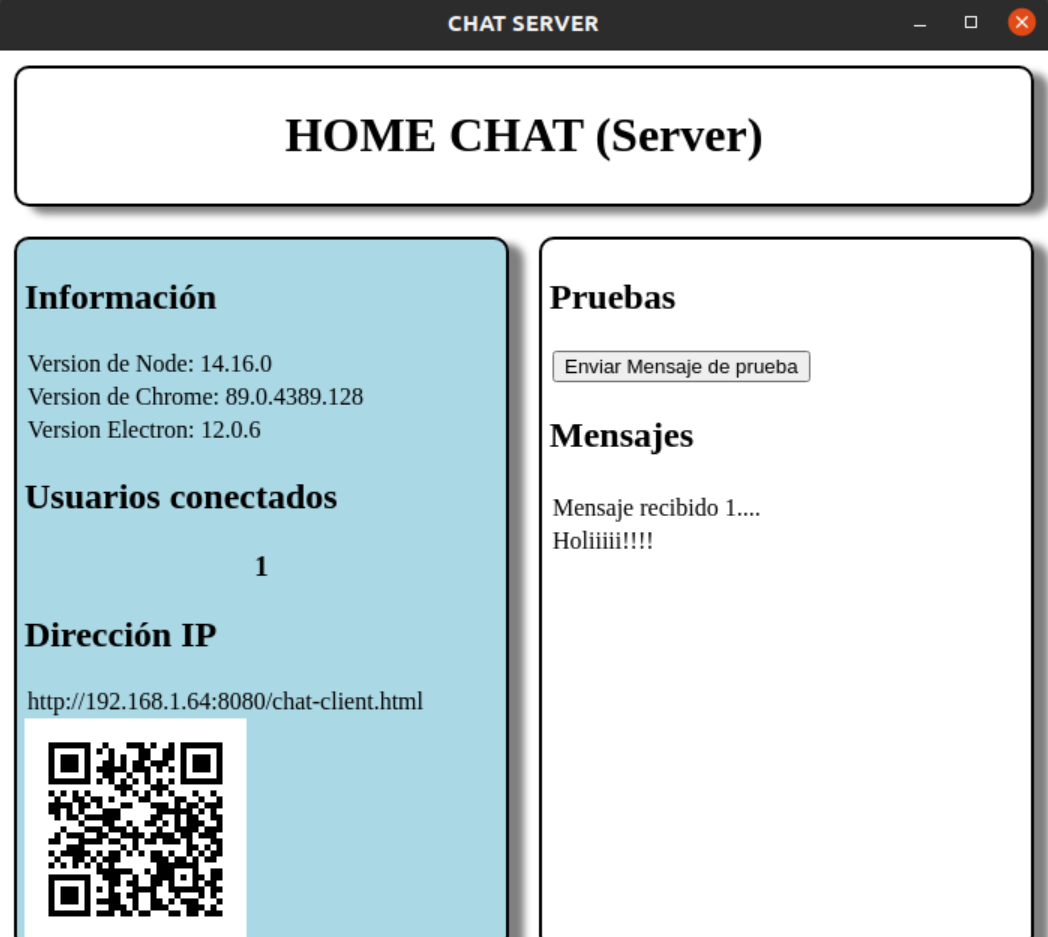 CHAT SERVER
HOME CHAT (Server)
Información
Version de Node: 14.16.0
Version de Chrome: 89.0.4389.128
Version Electron: 12.0.6
Usuarios conectados
1
Dirección IP
http://192.168.1.64:8080/chat-client.html
Pruebas
Enviar Mensaje de prueba
Mensajes
Mensaje recibido 1....
Holiiiii!!!!